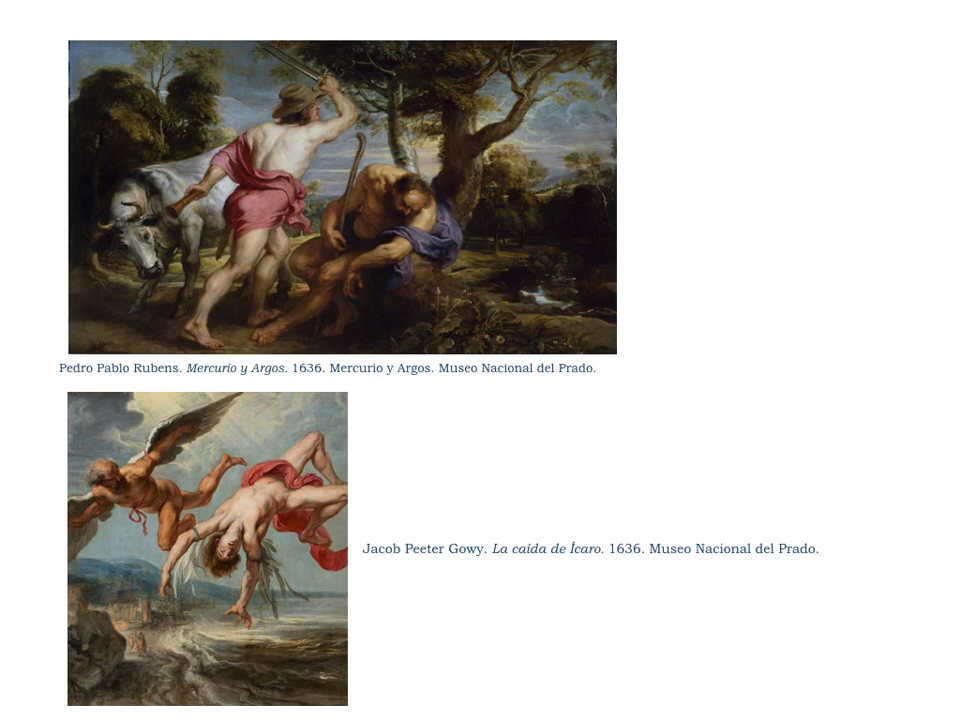 Pedro Pablo Rubens. Mercurio y Argos. 1636. Mercurio y Argos. Museo Nacional del Prado.
Jacob Peeter Gowy. La caída de Ícaro. 1636. Museo Nacional del Prado.